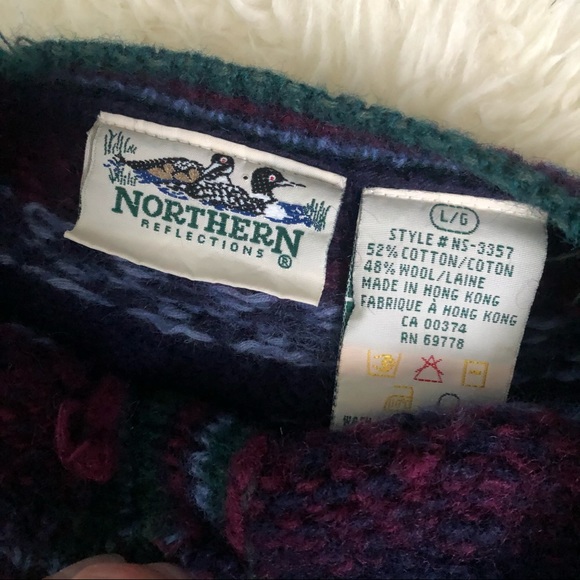 NORTHERN
REFLECTIONS ®
L/G
STYLE # NS-3357
52% COTTON/COTON
48% WOOL/LAINE
MADE IN HONG KONG
FABRIQUE À HONG KONG
CA 00374
RN 69778